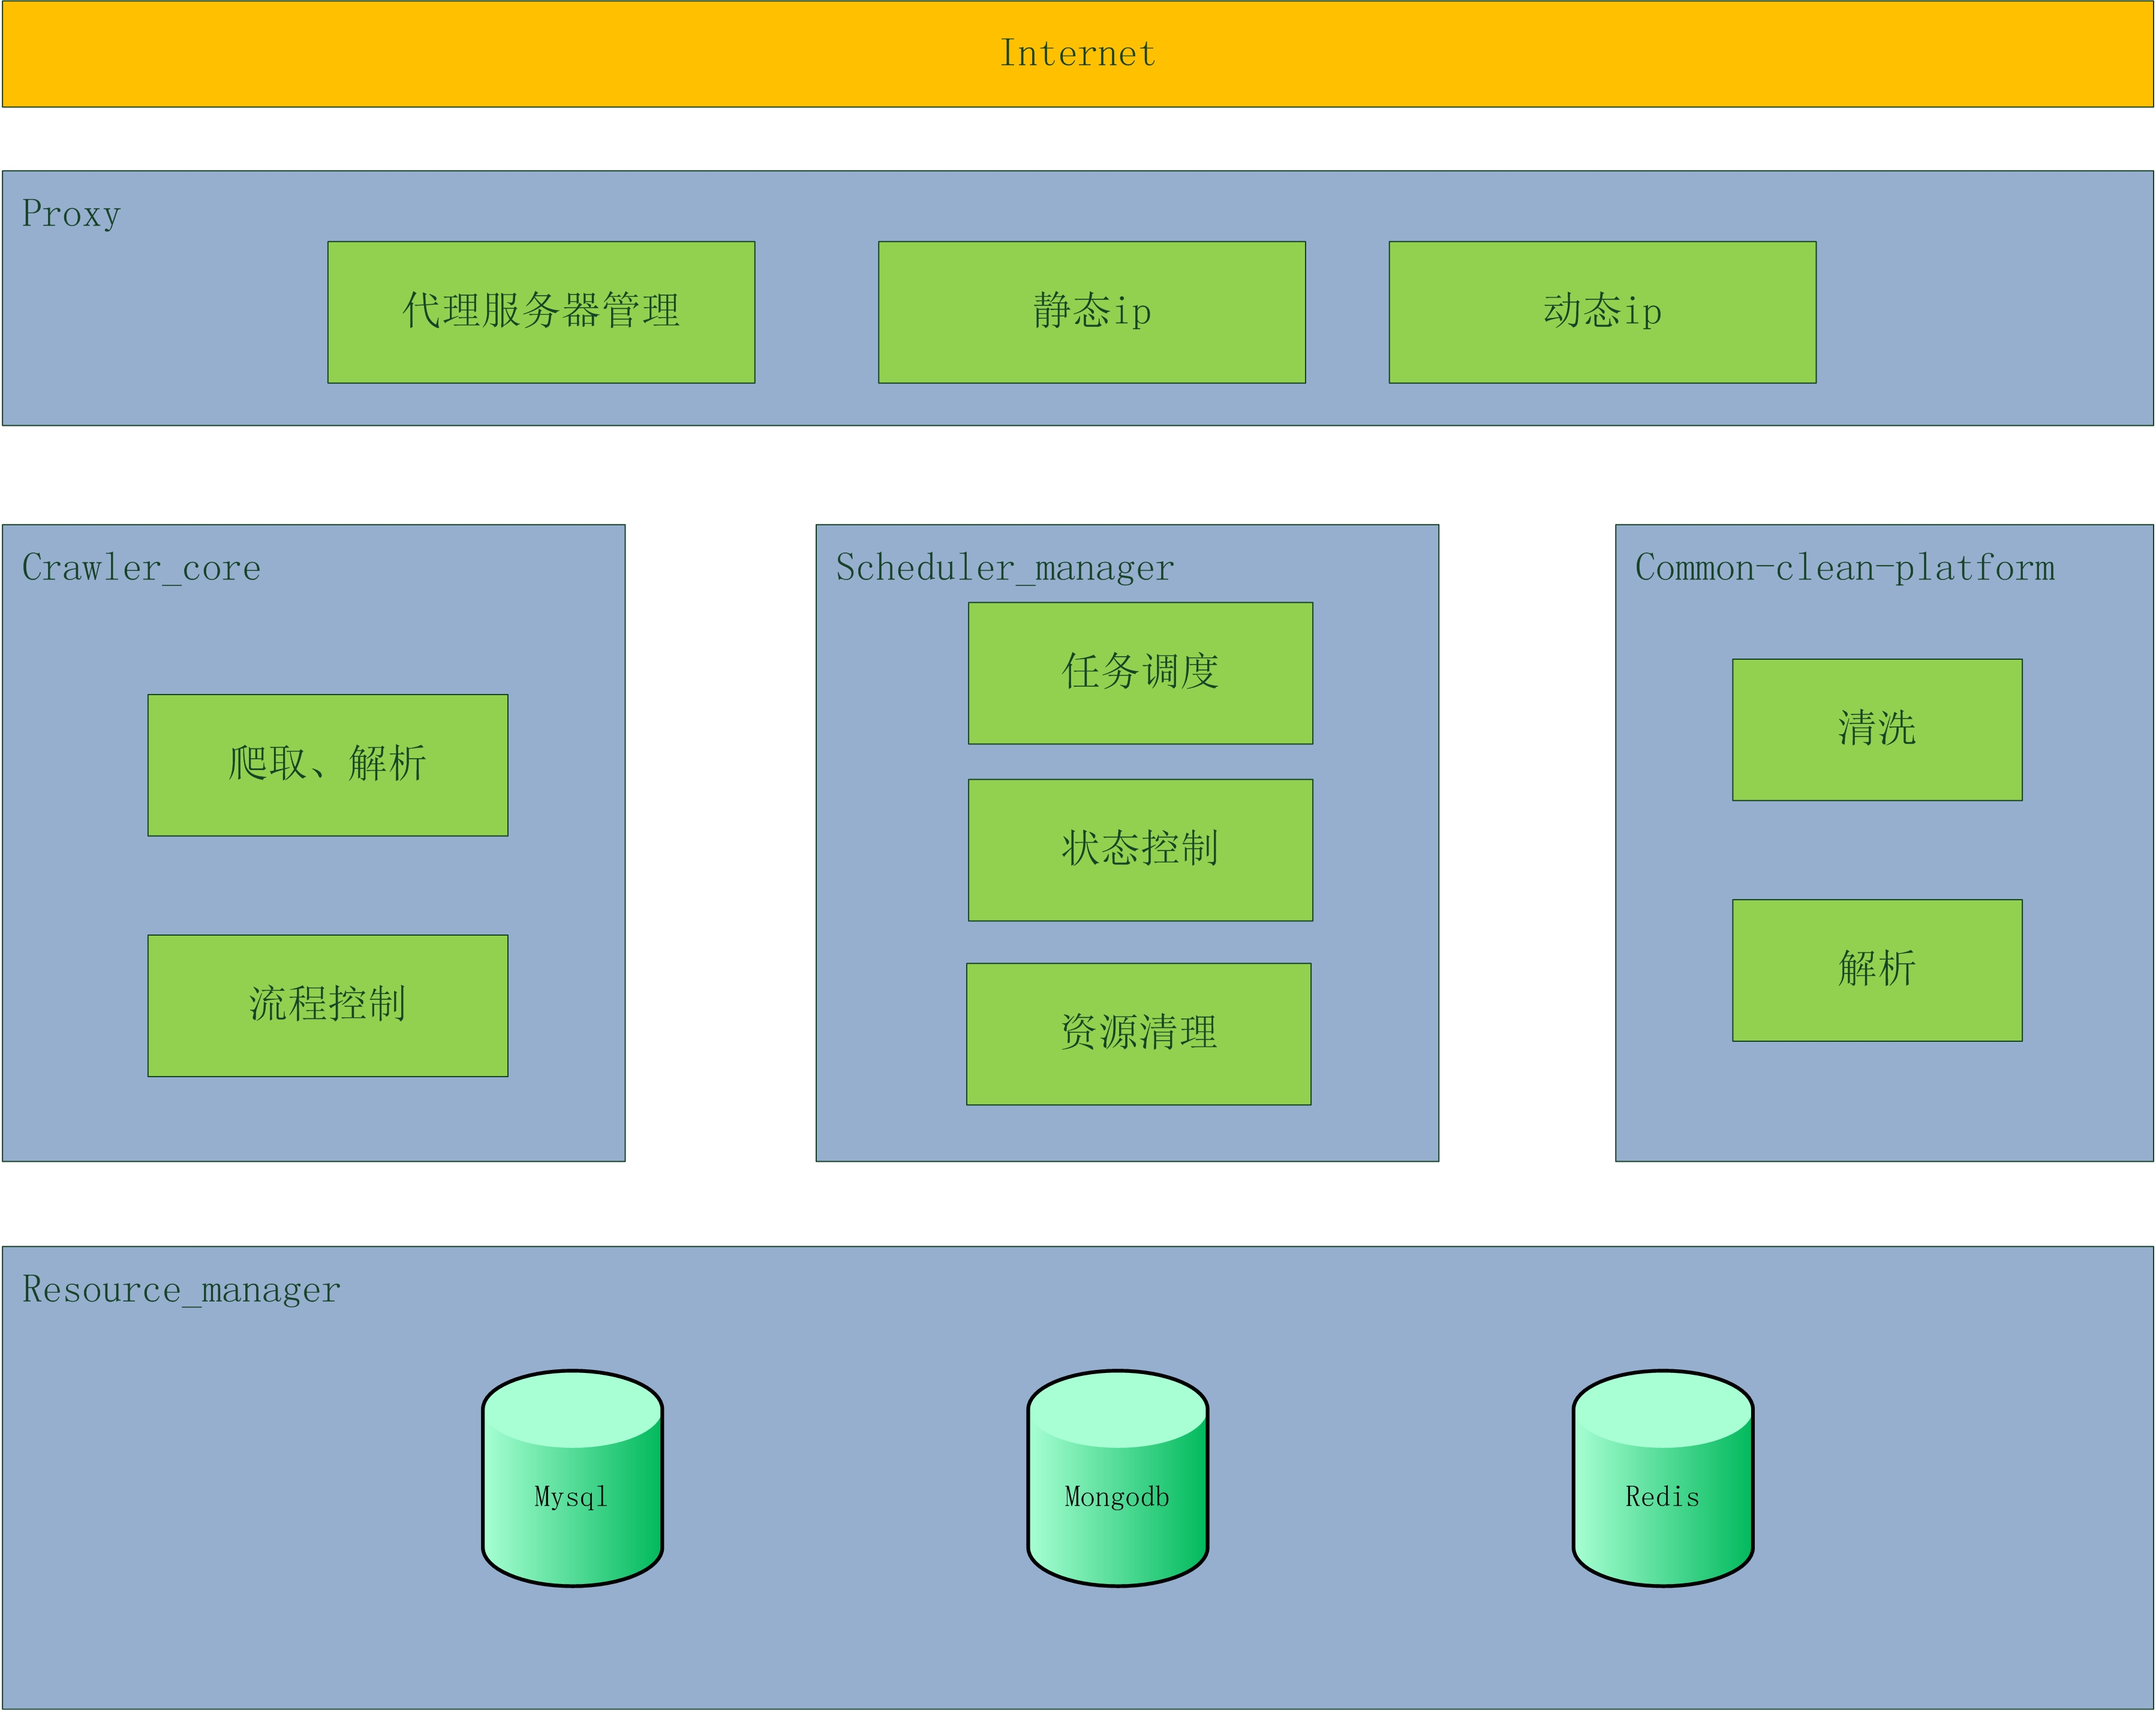 Internet
Proxy
代理服务器管理
静态ip
动态ip
Crawler_core
爬取、解析
流程控制
Scheduler_manager
任务调度
状态控制
资源清理
Common-clean-platform
清洗
解析
Resource_manager
Mysql
Mongodb
Redis